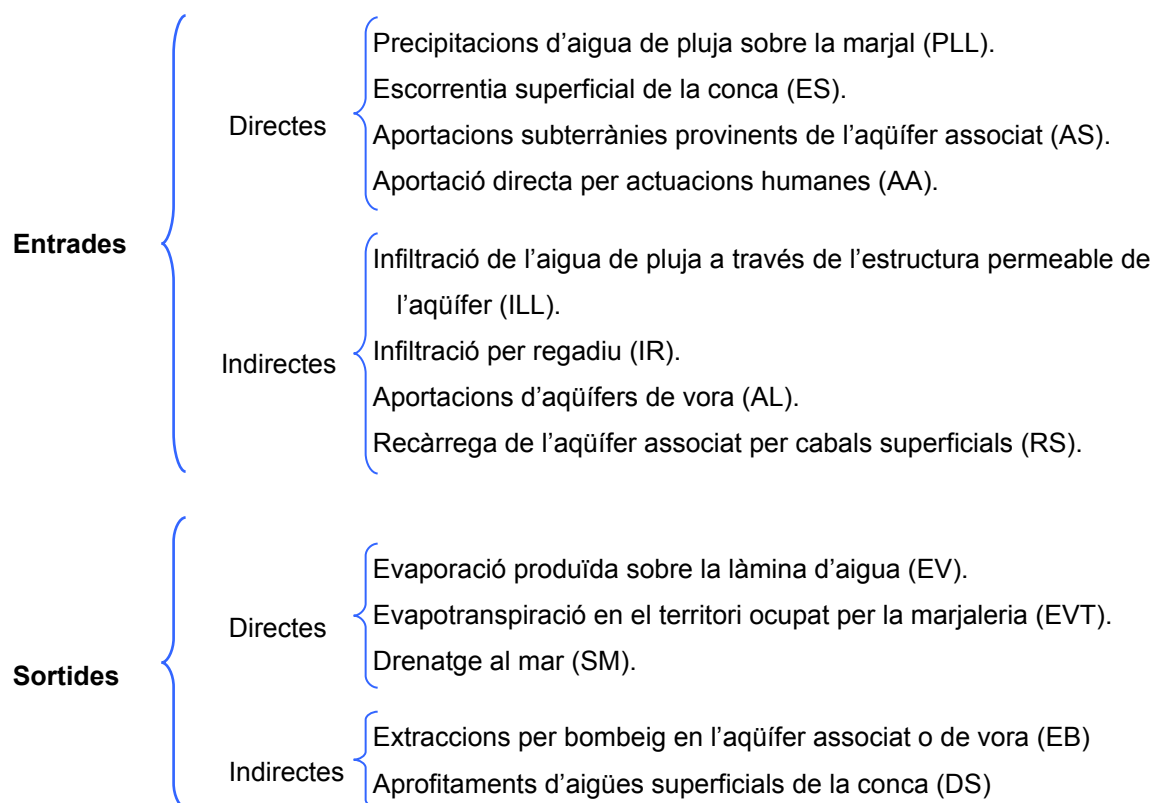 Entrades
Directes
Precipitacions d’aigua de pluja sobre la marjal (PLL).
Escorrentia superficial de la conca (ES).
Aportacions subterrànies provinents de l’aqüífer associat (AS).
Aportació directa per actuacions humanes (AA).
Indirectes
Infiltració de l’aigua de pluja a través de l’estructura permeable de
l’aqüífer (ILL).
Infiltració per regadiu (IR).
Aportacions d’aqüífers de vora (AL).
Recàrrega de l’aqüífer associat per cabals superficials (RS).
Sortides
Directes
Evaporació produïda sobre la làmina d’aigua (EV).
Evapotranspiració en el territori ocupat per la marjaleria (EVT).
Drenatge al mar (SM).
Indirectes
Extraccions per bombeig en l’aqüífer associat o de vora (EB)
Aprofitaments d’aigües superficials de la conca (DS)